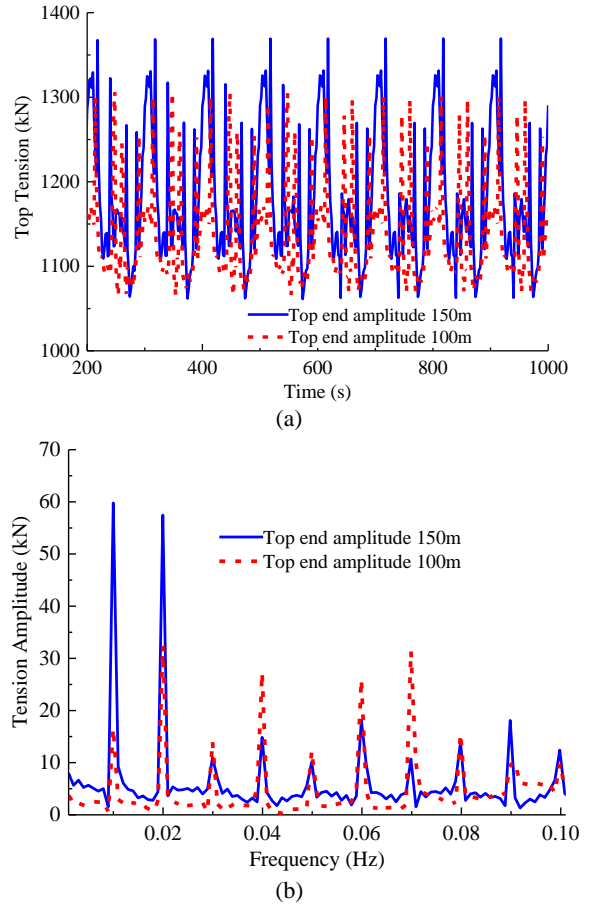 1400
1300
1200
1100
1000
Top Tension (kN)
Top end amplitude 150m
Top end amplitude 100m
200 400 600 800 1000
Time (s)
(a)
70
60
50
40
30
20
10
0
Tension Amplitude (kN)
Top end amplitude 150m
Top end amplitude 100m
0.02 0.04 0.06 0.08 0.10
Frequency (Hz)
(b)